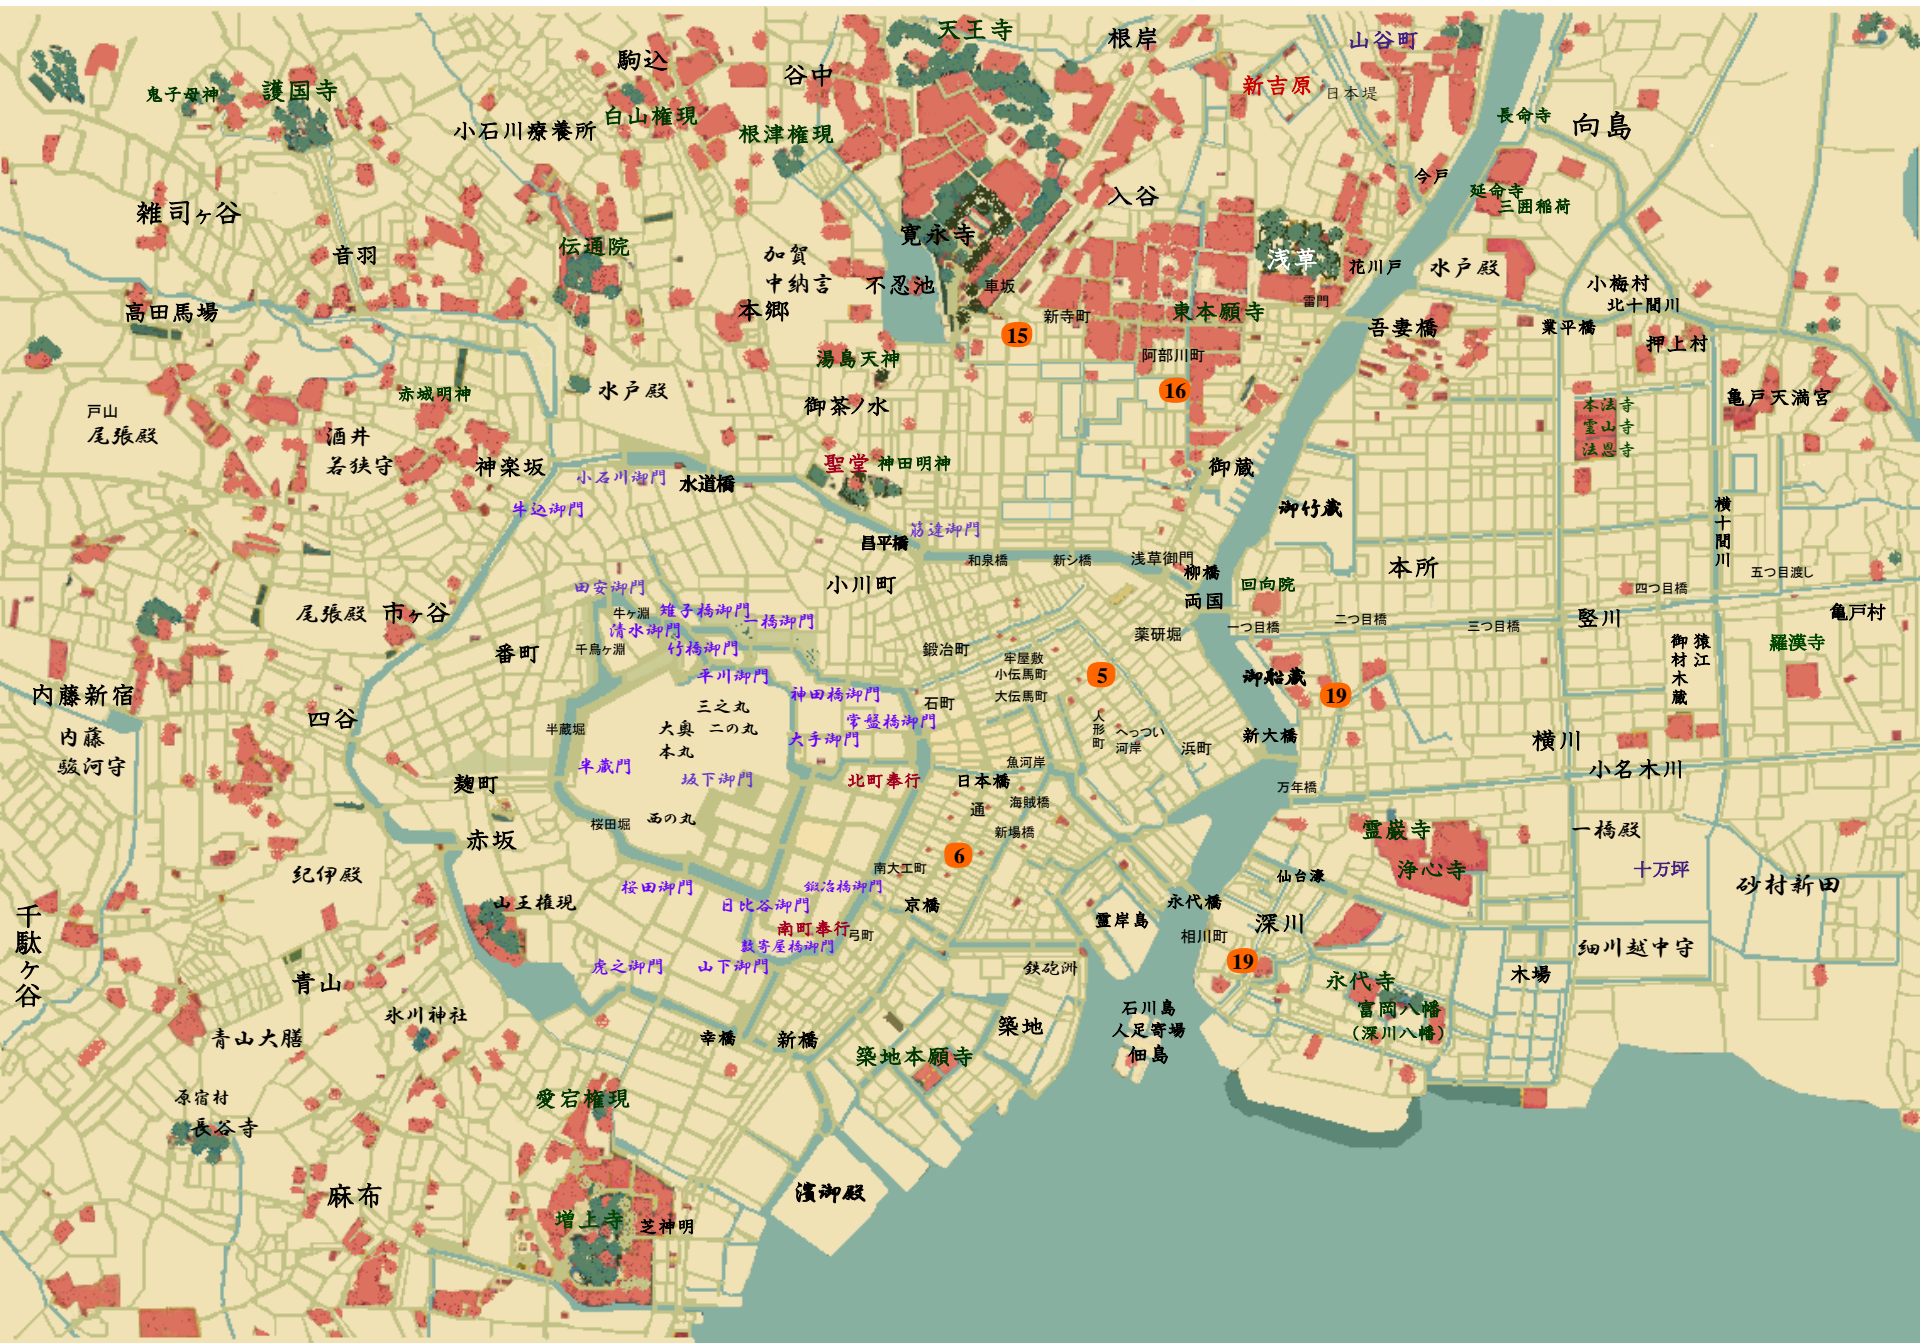 天王寺
根岸
山谷町
駒込
谷中
新吉原
日本堤
鬼子母神
護国寺
白山権現
小石川療養所
根津権現
長命寺
向島
今戸
延命寺
三囲稲荷
入谷
雑司ヶ谷
音羽
伝通院
加賀
中納言
本郷
寛永寺
不忍池
車坂
浅草
花川戸
水戸殿
小梅村
北十間川
高田馬場
新寺町
東本願寺
雷門
吾妻橋
業平橋
押上村
15
湯島天神
阿部川町
16
水戸殿
赤城明神
戸山
尾張殿
酒井
若狭守
御茶ノ水
本法寺
霊山寺
法恩寺
亀戸天満宮
神楽坂
小石川御門
水道橋
聖堂
神田明神
御蔵
御竹蔵
牛込御門
筋違御門
昌平橋
和泉橋
新シ橋
浅草御門
柳橋
両国
回向院
本所
横十間川
五つ目渡し
四つ目橋
小川町
田安御門
牛ヶ淵
雉子橋御門
一橋御門
清水御門
竹橋御門
千鳥ヶ淵
尾張殿
市ヶ谷
番町
鍛冶町
牢屋敷
小伝馬町
大伝馬町
薬研堀
一つ目橋
二つ目橋
三つ目橋
竪川
亀戸村
猿江
御材木蔵
羅漢寺
平川御門
神田橋御門
石町
5
御船蔵
19
内藤新宿
内藤
駿河守
四谷
半蔵堀
三之丸
大奥
二の丸
本丸
常盤橋御門
大手御門
人形町
へっつい
河岸
浜町
新大橋
横川
小名木川
半蔵門
坂下御門
北町奉行
日本橋
魚河岸
海賊橋
通
新場橋
万年橋
麹町
桜田堀
西の丸
赤坂
6
南大工町
霊巌寺
浄心寺
一橋殿
十万坪
砂村新田
紀伊殿
桜田御門
鍛冶橋御門
日比谷御門
京橋
仙台濠
永代橋
霊岸島
深川
相川町
山王権現
南町奉行
弓町
数寄屋橋御門
細川越中守
千駄ヶ谷
虎之御門
山下御門
鉄砲洲
19
木場
永代寺
富岡八幡
(深川八幡)
青山
氷川神社
青山大膳
幸橋
新橋
築地
石川島
人足寄場
佃島
築地本願寺
原宿村
長谷寺
愛宕権現
麻布
濱御殿
増上寺
芝神明